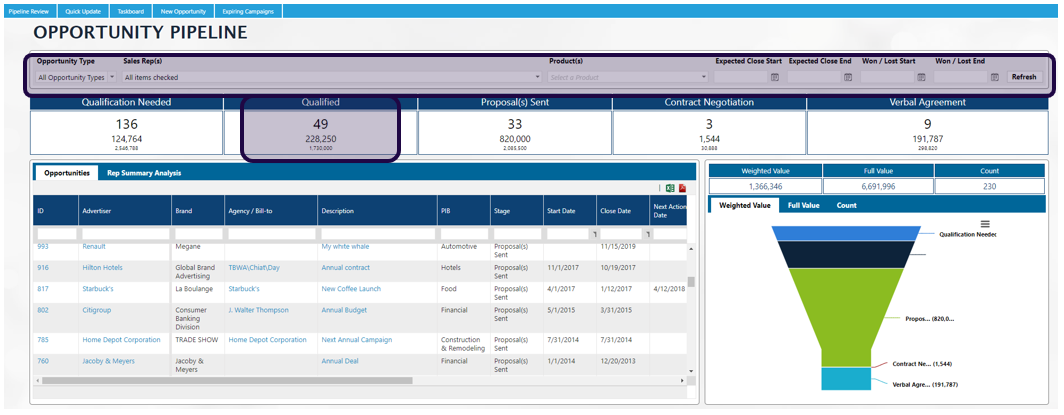 Pipeline Review Quick Update Taskboard New Opportunity Expiring Campaigns
OPPORTUNITY PIPELINE
Opportunity Type Sales Rep(s) Product(s) Expected Close Start Expected Close End Won / Lost Start Won / Lost End
All Opportunity Types All items checked Select a Product Refresh
Qualification Needed Qualified Proposal(s) Sent Contract Negotiation Verbal Agreement
136 49 33 3 9
124,764 228,250 820,000 1,544 191,787
2,546,788 1,730,000 2,085,500 30,888 298,820
Opportunities Rep Summary Analysis
ID Advertiser Brand Agency / Bill-to Description PIB Stage Start Date Close Date Next Action
Date
993 Renault Megane My white whale Automotive Proposal(s) 11/15/2019
Sent
916 Hilton Hotels Global Brand TBWA\Chiat\Day Annual contract Hotels Proposal(s) 11/1/2017 10/19/2017
Advertising Sent
817 Starbuck's La Boulange Starbuck's New Coffee Launch Food Proposal(s) 4/1/2017 1/12/2017 4/12/2018
Sent
802 Citigroup Consumer J. Walter Thompson Annual Budget Financial Proposal(s) 5/1/2015 3/31/2015
Banking Sent
Division
785 Home Depot Corporation TRADE SHOW Home Depot Corporation Next Annual Campaign Construction Proposal(s) 7/31/2014 7/31/2014
& Remodeling Sent
760 Jacoby & Meyers Jacoby & Annual Deal Financial Proposal(s) 1/1/2014 12/20/2013
Meyers Sent
Weighted Value Full Value Count
1,366,346 6,691,996 230
Weighted Value Full Value Count
Qualification Needed
Propos... (820,0...
Contract Ne... (1,544)
Verbal Agre... (191,787)